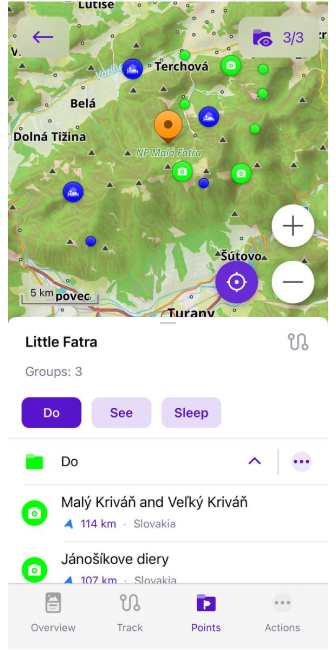 Lutiše
3/3
V
zr
Terchová
Belá
Dolná Tižina
NP Malá Fatra
Šútovo
5 km
povec
Turany
Little Fatra
Groups: 3
Do
See
Sleep
Do
Malý Kriváň and Veľký Kriváň
114 km · Slovakia
Jánošíkove diery
107 km · Slovakia
Overview
Track
Points
Actions